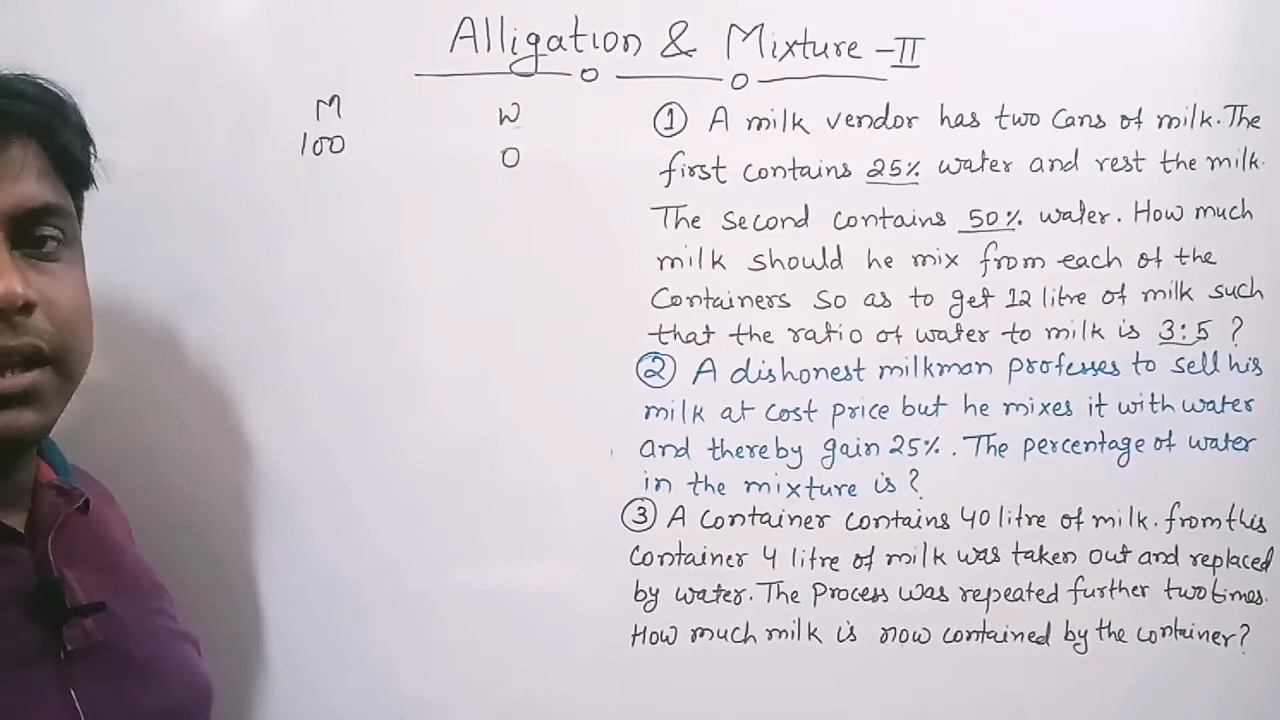 Alligation & Mixture -II
M W
100 0
① A milk vendor has two cans of milk. The
first contains 25% water and rest the milk.
The second contains 50% water. How much
milk should he mix from each of the
Containers so as to get 12 litre of milk such
that the ratio of water to milk is 3:5 ?
② A dishonest milkman professes to sell his
milk at cost price but he mixes it with water
and thereby gain 25%. The percentage of water
in the mixture is ?
③ A container contains 40 litre of milk. from this
container 4 litre of milk was taken out and replaced
by water. The process was repeated further two times.
How much milk is now contained by the container?